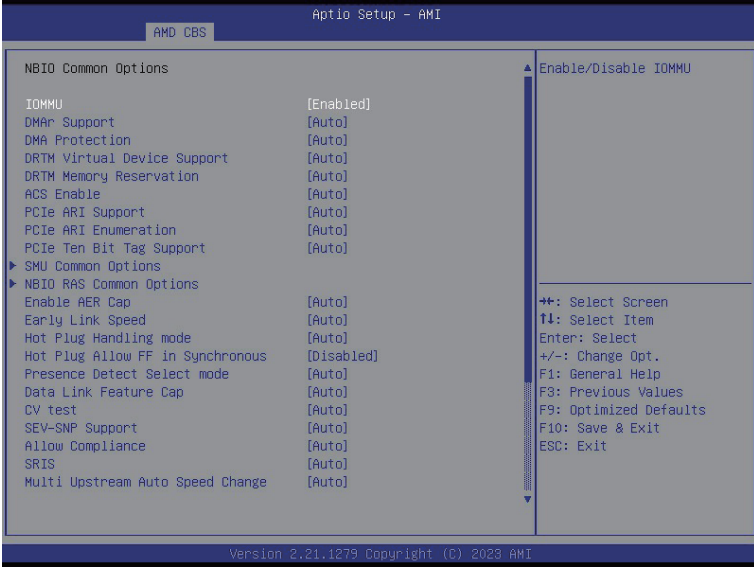 Aptio Setup – AMI
AMD CBS
NBIO Common Options
IOMMU [Enabled]
DMAr Support [Auto]
DMA Protection [Auto]
DRTM Virtual Device Support [Auto]
DRTM Memory Reservation [Auto]
ACS Enable [Auto]
PCIe ARI Support [Auto]
PCIe ARI Enumeration [Auto]
PCIe Ten Bit Tag Support [Auto]
SMU Common Options
NBIO RAS Common Options
Enable AER Cap [Auto]
Early Link Speed [Auto]
Hot Plug Handling mode [Auto]
Hot Plug Allow FF in Synchronous [Disabled]
Presence Detect Select mode [Auto]
Data Link Feature Cap [Auto]
CV test [Auto]
SEV-SNP Support [Auto]
Allow Compliance [Auto]
SRIS [Auto]
Multi Upstream Auto Speed Change [Auto]
Enable/Disable IOMMU
→←: Select Screen
↑↓: Select Item
Enter: Select
+/-: Change Opt.
F1: General Help
F3: Previous Values
F9: Optimized Defaults
F10: Save & Exit
ESC: Exit
Version 2.21.1279 Copyright (C) 2023 AMI